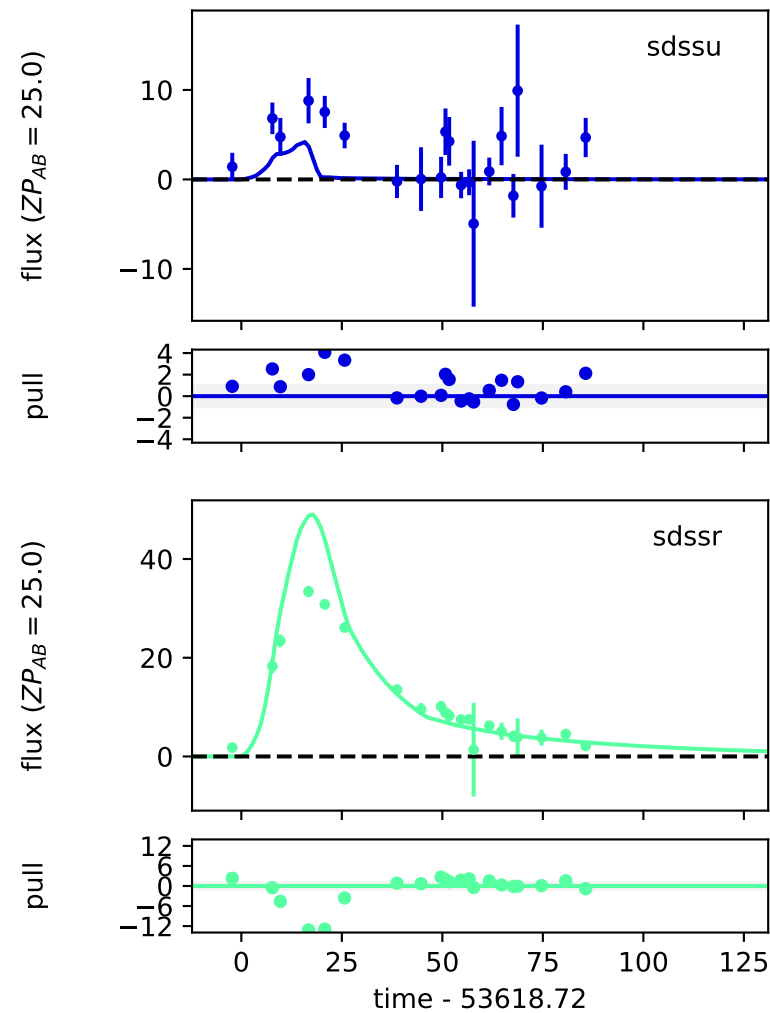 sdssu
flux (ZP_AB = 25.0)
10
0
−10
pull
4
2
0
−2
−4
sdssr
flux (ZP_AB = 25.0)
40
20
0
pull
12
6
0
−6
−12
0 25 50 75 100 125
time - 53618.72